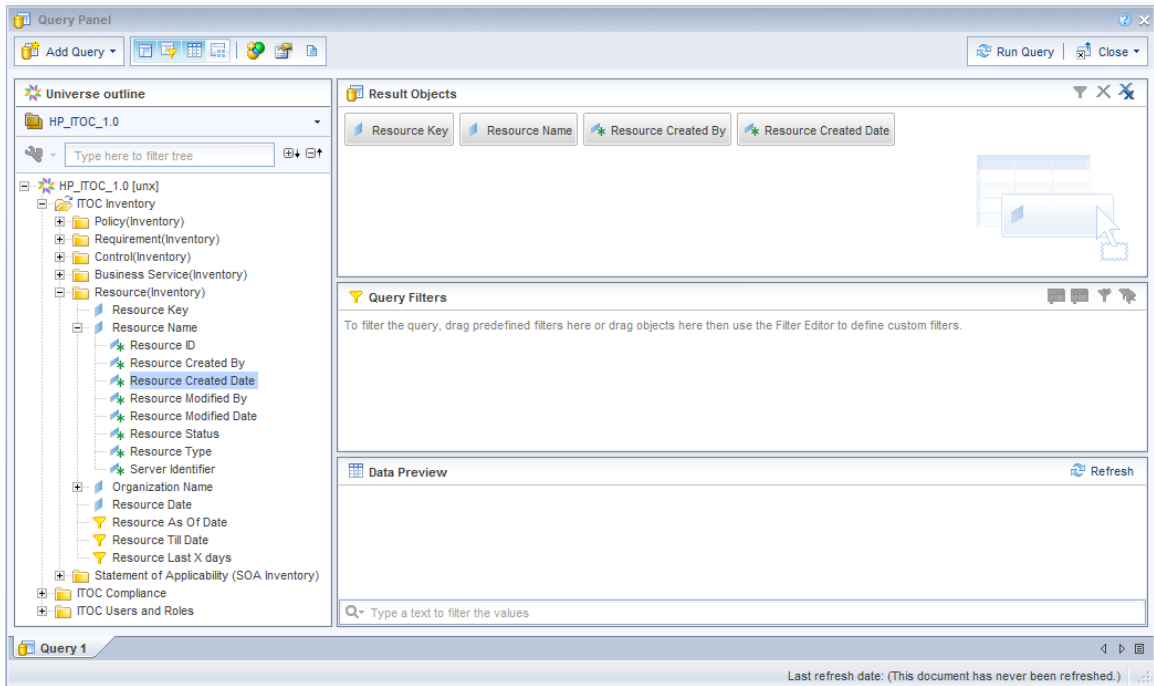 Query Panel
Add Query
Run Query
Close
Universe outline
HP_ITOC_1.0
Type here to filter tree
HP_ITOC_1.0 [unx]
ITOC Inventory
Policy(Inventory)
Requirement(Inventory)
Control(Inventory)
Business Service(Inventory)
Resource(Inventory)
Resource Key
Resource Name
Resource ID
Resource Created By
Resource Created Date
Resource Modified By
Resource Modified Date
Resource Status
Resource Type
Server Identifier
Organization Name
Resource Date
Resource As Of Date
Resource Till Date
Resource Last X days
Statement of Applicability (SOA Inventory)
ITOC Compliance
ITOC Users and Roles
Result Objects
Resource Key Resource Name Resource Created By Resource Created Date
Query Filters
To filter the query, drag predefined filters here or drag objects here then use the Filter Editor to define custom filters.
Data Preview
Refresh
Type a text to filter the values
Query 1
Last refresh date: (This document has never been refreshed.)